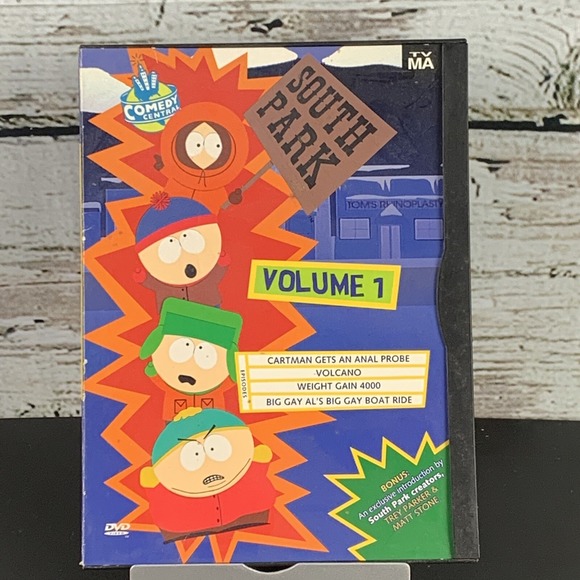 TV
MA
COMEDY
CENTRAL
SOUTH
PARK
TOM'S RHINOPLASTY
VOLUME 1
EPISODES
CARTMAN GETS AN ANAL PROBE
VOLCANO
WEIGHT GAIN 4000
BIG GAY AL'S BIG GAY BOAT RIDE
BONUS:
An exclusive introduction by
South Park creators,
TREY PARKER &
MATT STONE
DVD
VIDEO